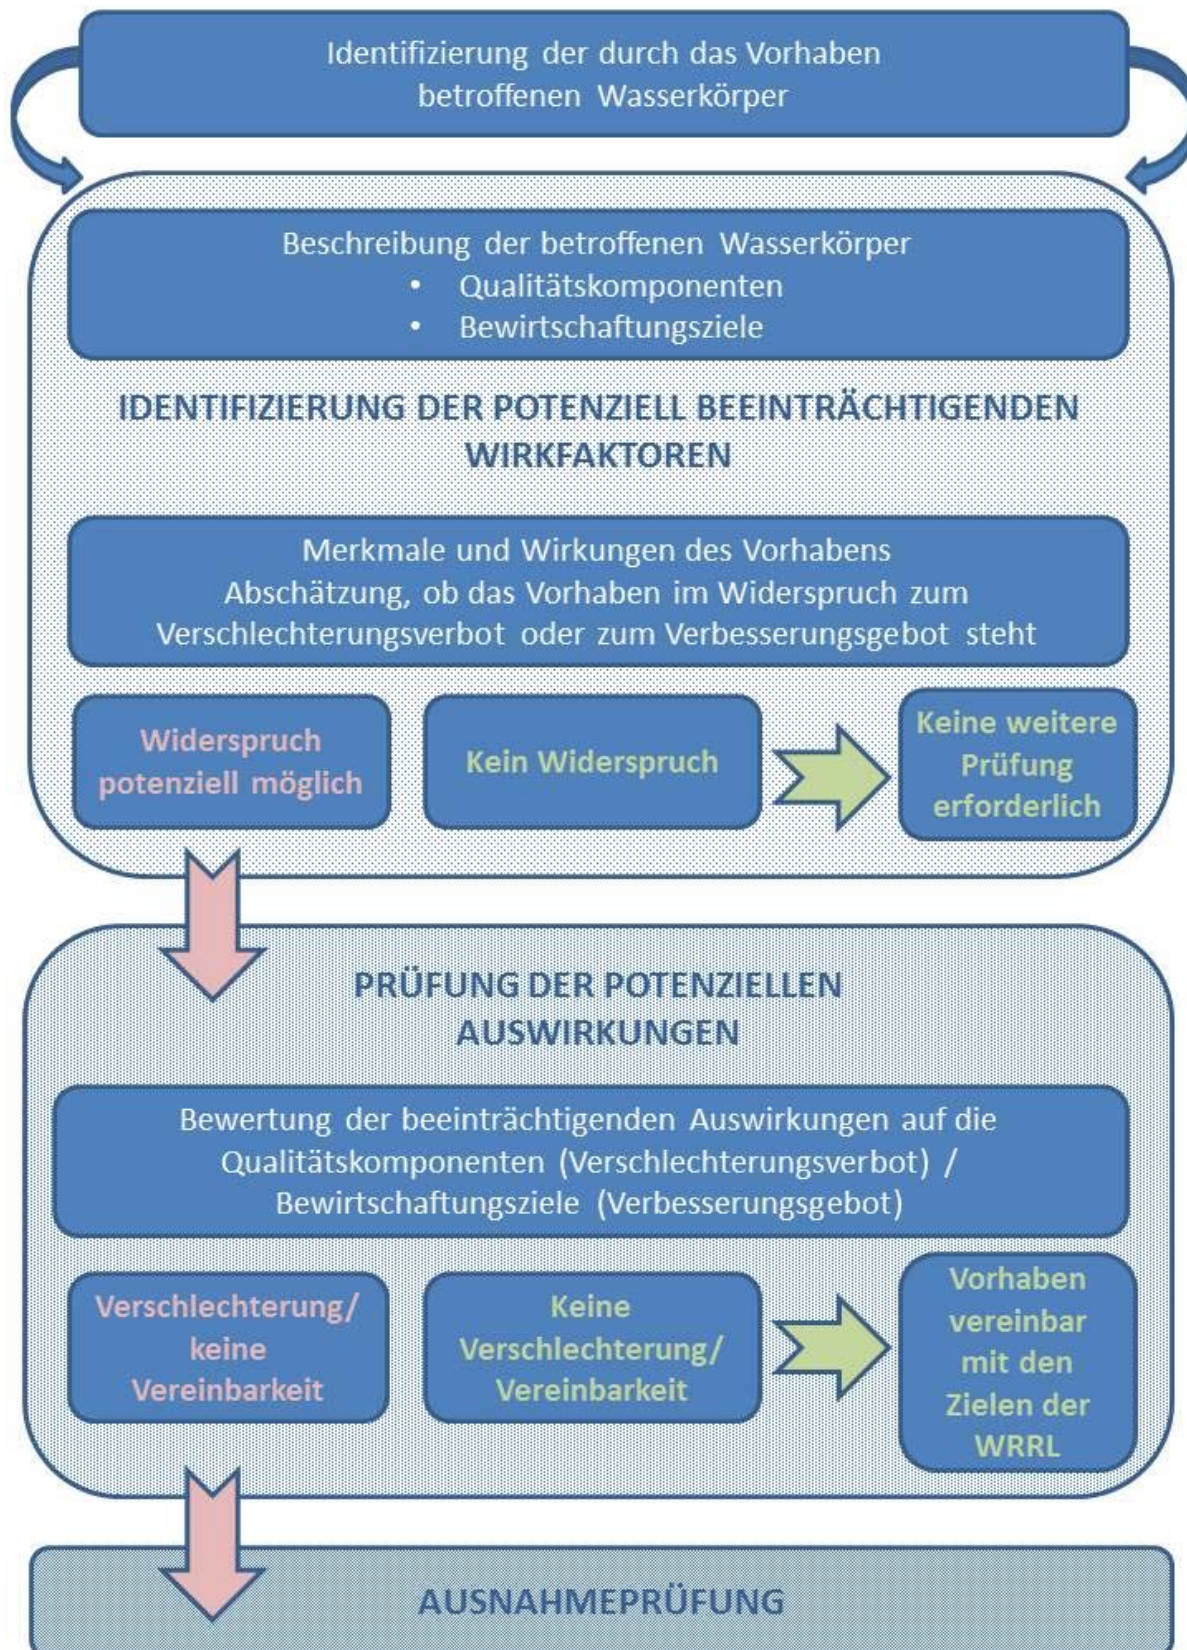 Identifizierung der durch das Vorhaben
betroffenen Wasserkörper
Beschreibung der betroffenen Wasserkörper
• Qualitätskomponenten
• Bewirtschaftungsziele
IDENTIFIZIERUNG DER POTENZIELL BEEINTRÄCHTIGENDEN
WIRKFAKTOREN
Merkmale und Wirkungen des Vorhabens
Abschätzung, ob das Vorhaben im Widerspruch zum
Verschlechterungsverbot oder zum Verbesserungsgebot steht
Widerspruch
potenziell möglich
Kein Widerspruch
Keine weitere
Prüfung
erforderlich
PRÜFUNG DER POTENZIELLEN
AUSWIRKUNGEN
Bewertung der beeinträchtigenden Auswirkungen auf die
Qualitätskomponenten (Verschlechterungsverbot) /
Bewirtschaftungsziele (Verbesserungsgebot)
Verschlechterung/
keine
Vereinbarkeit
Keine
Verschlechterung/
Vereinbarkeit
Vorhaben
vereinbar
mit den
Zielen der
WRRL
AUSNAHMEPRÜFUNG